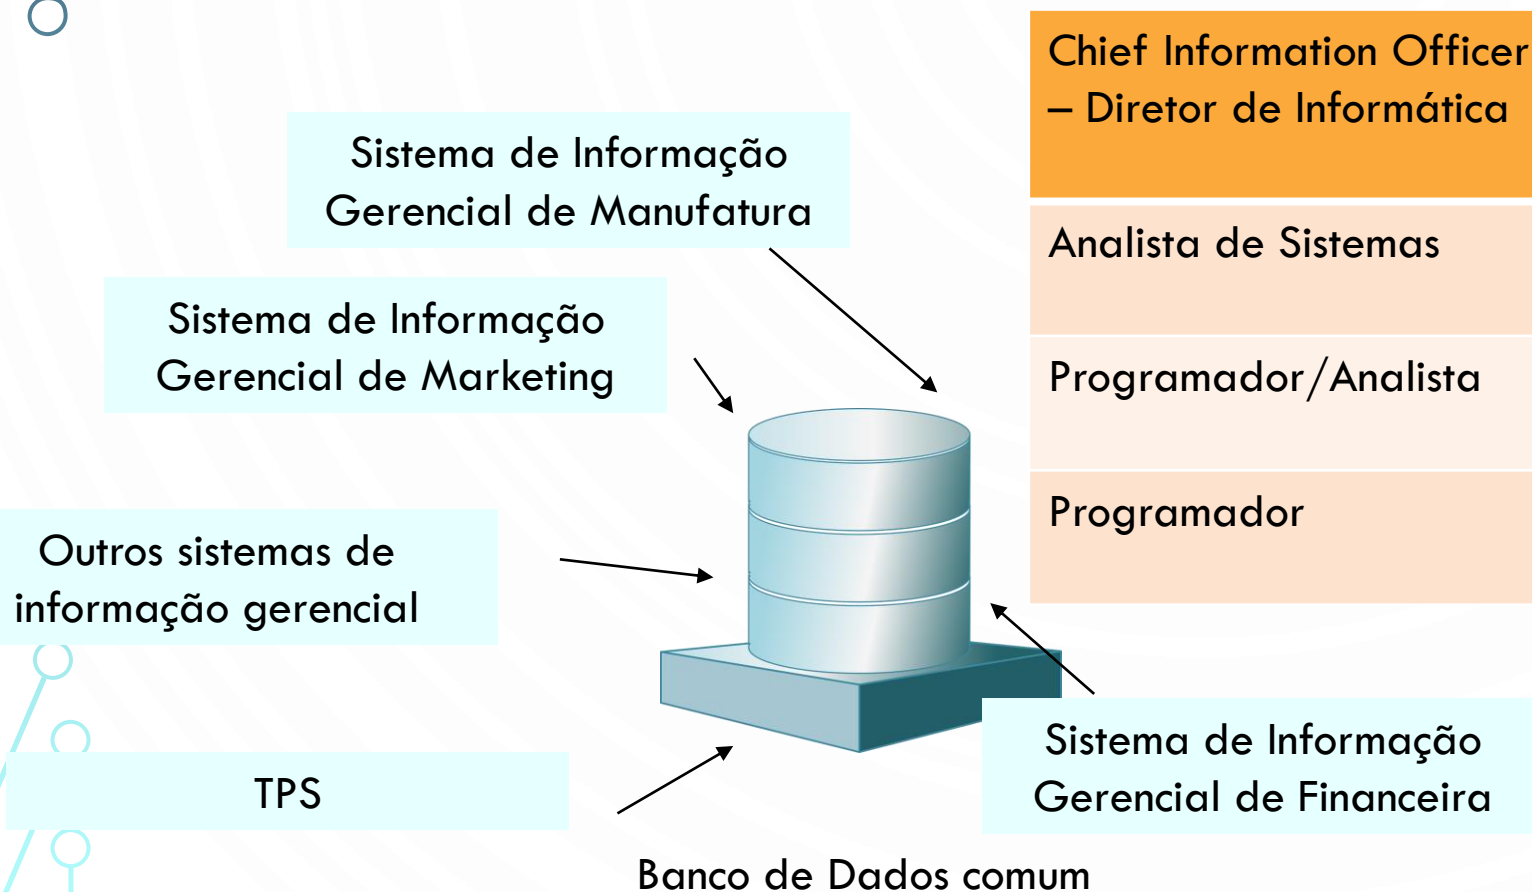 Chief Information Officer
– Diretor de Informática
Sistema de Informação
Gerencial de Manufatura
Analista de Sistemas
Sistema de Informação
Gerencial de Marketing
Programador/Analista
Programador
Outros sistemas de
informação gerencial
Sistema de Informação
Gerencial de Financeira
TPS
Banco de Dados comum